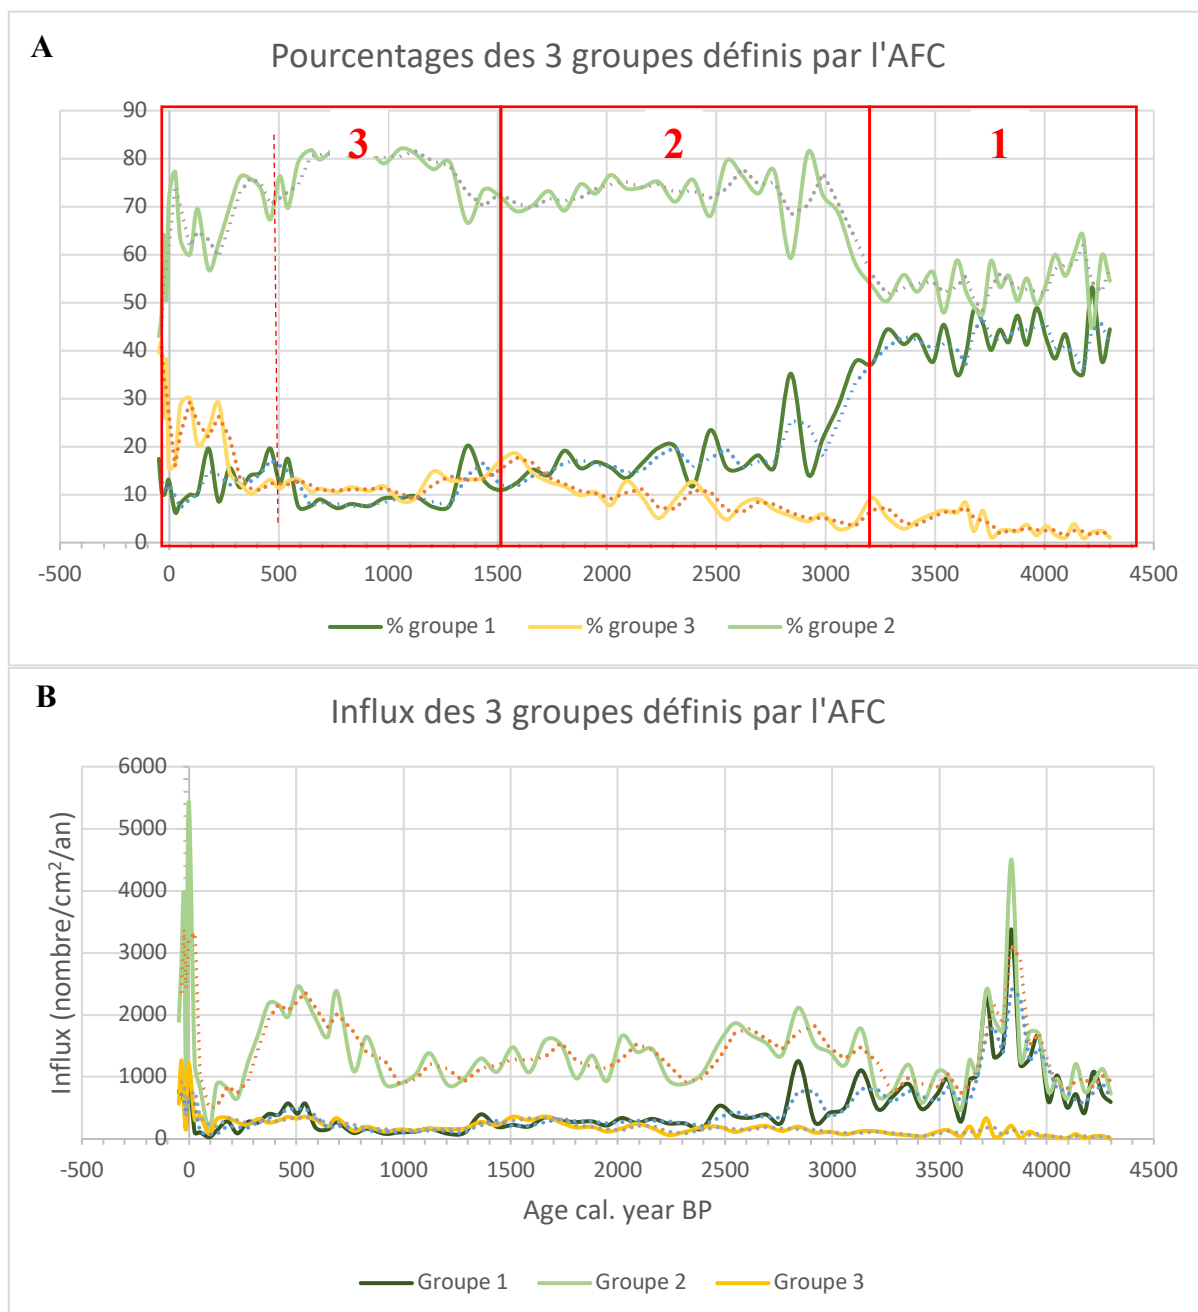 A
Pourcentages des 3 groupes définis par l'AFC
90
80
70
60
50
40
30
20
10
0
3
2
1
-500 0 500 1000 1500 2000 2500 3000 3500 4000 4500
% groupe 1 % groupe 3 % groupe 2
B
Influx des 3 groupes définis par l'AFC
Influx (nombre/cm²/an)
6000
5000
4000
3000
2000
1000
0
-500 0 500 1000 1500 2000 2500 3000 3500 4000 4500
Age cal. year BP
Groupe 1 Groupe 2 Groupe 3